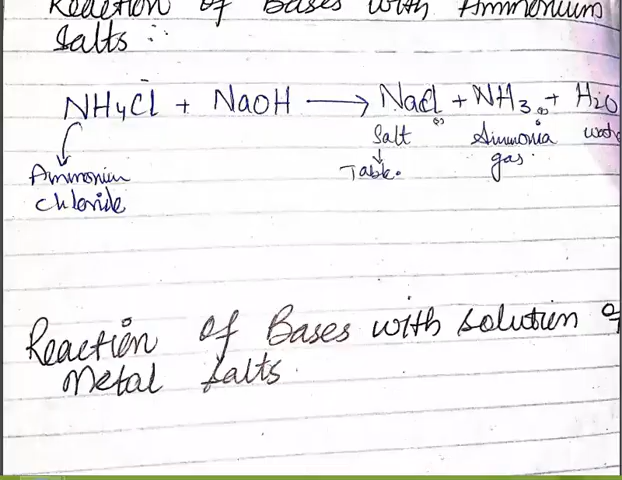 Reaction of Bases with Ammonium
Salts :
NH4Cl + NaOH → NaCl + NH3 + H2O
Salt Ammonia
Table. gas.
Ammonium
chloride
Reaction of Bases with solution of
Metal Salts.